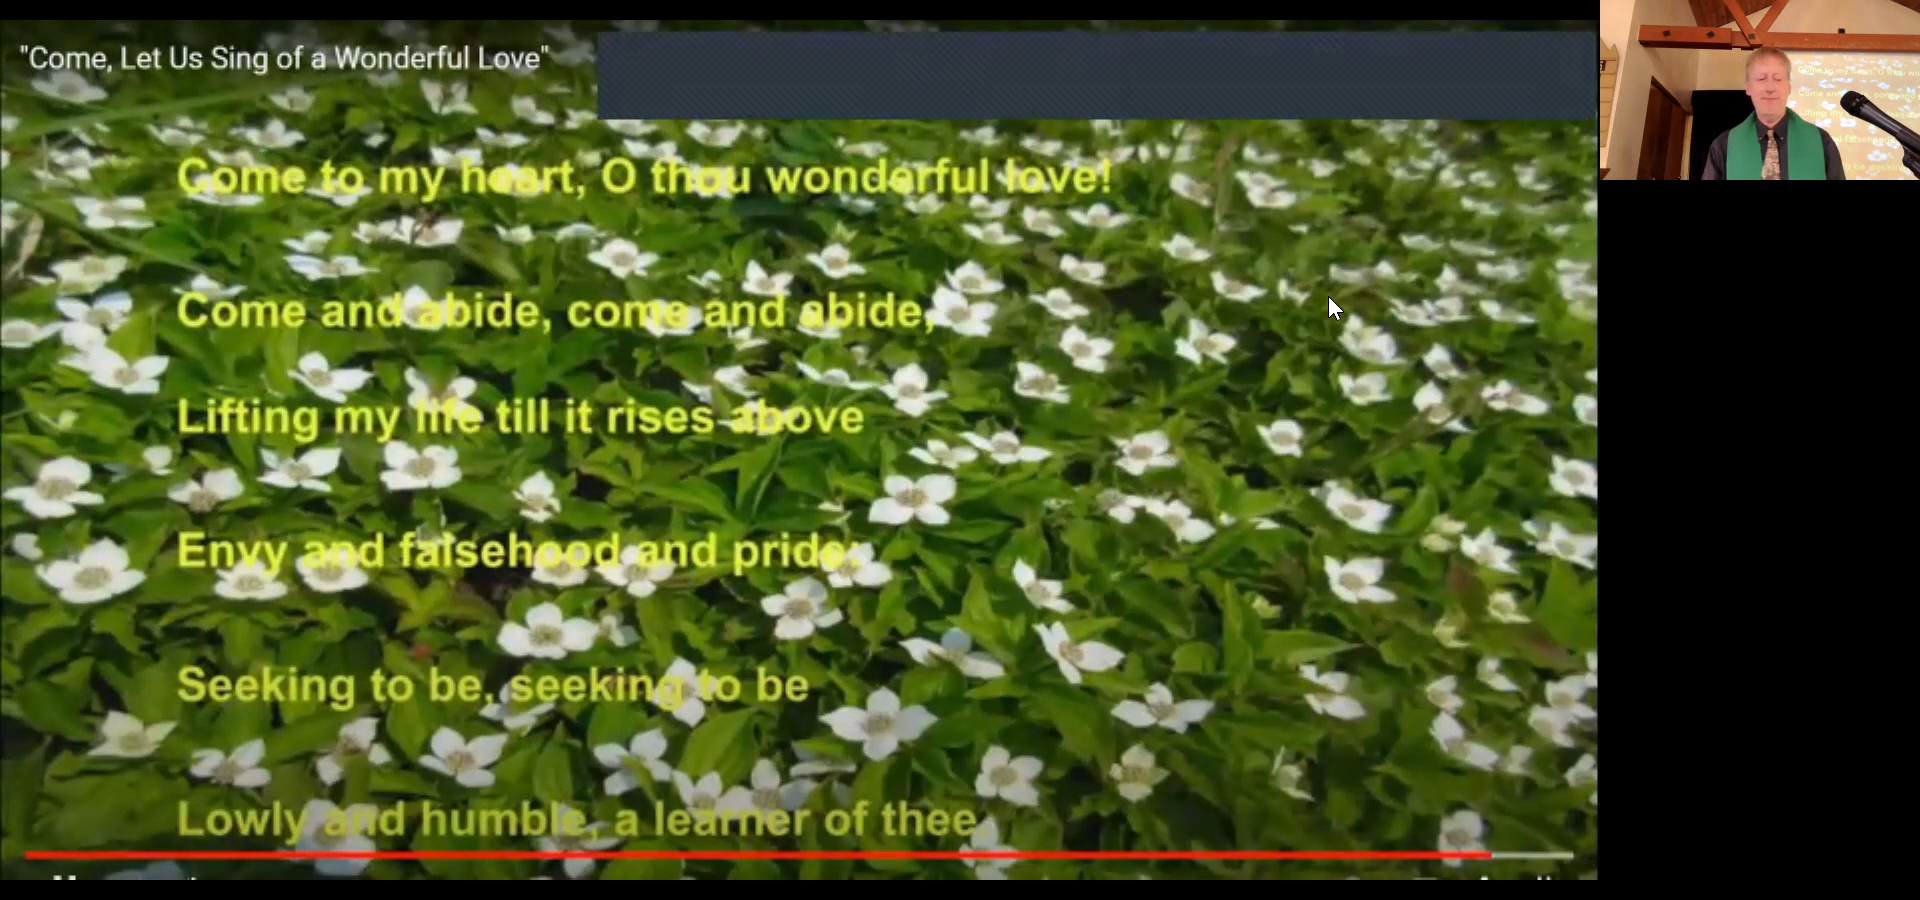 "Come, Let Us Sing of a Wonderful Love"
Come to my heart, O thou wonderful love!
Come and abide, come and abide,
Lifting my life till it rises above
Envy and falsehood and pride;
Seeking to be, seeking to be
Lowly and humble, a learner of thee.